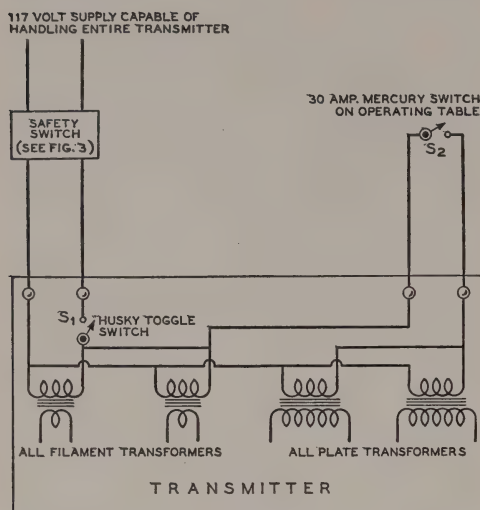 117 VOLT SUPPLY CAPABLE OF
HANDLING ENTIRE TRANSMITTER
SAFETY
SWITCH
(SEE FIG. 3)
30 AMP. MERCURY SWITCH
ON OPERATING TABLE
S2
S1 HUSKY TOGGLE
SWITCH
ALL FILAMENT TRANSFORMERS
ALL PLATE TRANSFORMERS
TRANSMITTER